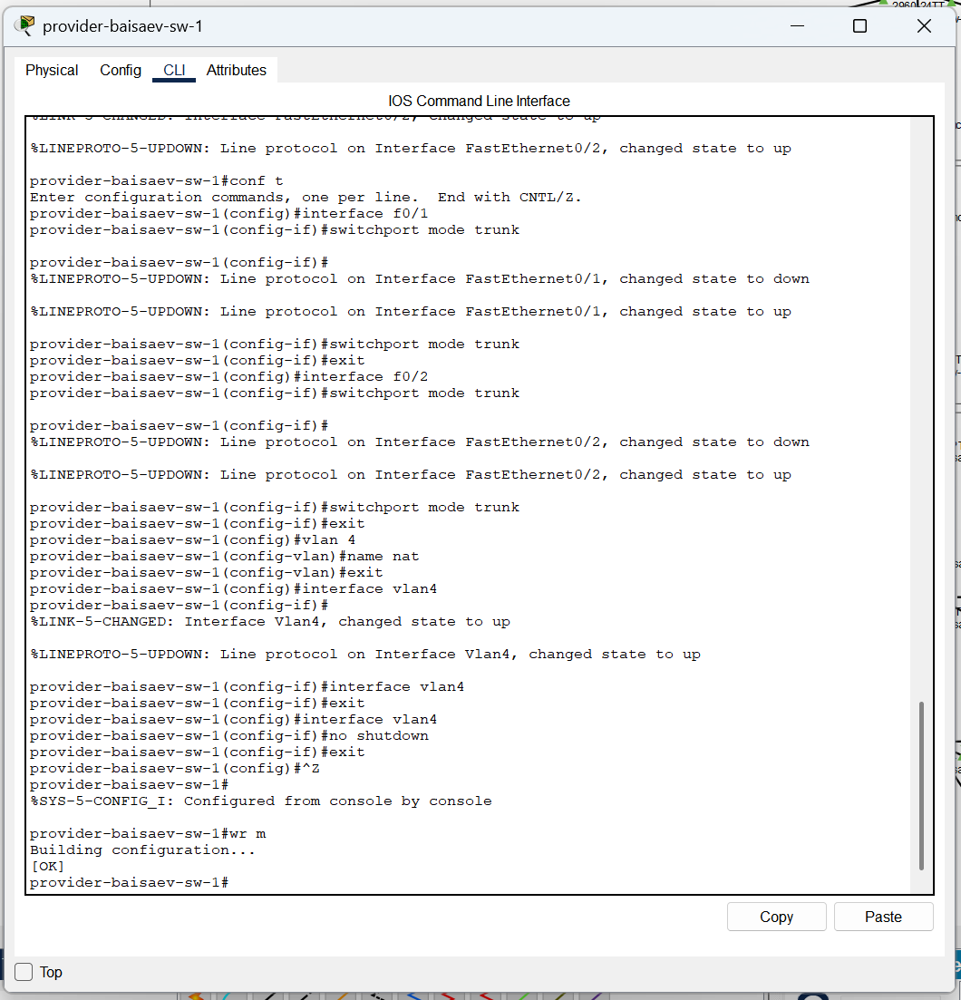 2960-24TT
provider-baisaev-sw-1
Physical Config CLI Attributes
IOS Command Line Interface
%LINK-5-CHANGED: Interface FastEthernet0/2, changed state to up
%LINEPROTO-5-UPDOWN: Line protocol on Interface FastEthernet0/2, changed state to up
provider-baisaev-sw-1#conf t
Enter configuration commands, one per line.  End with CNTL/Z.
provider-baisaev-sw-1(config)#interface f0/1
provider-baisaev-sw-1(config-if)#switchport mode trunk
provider-baisaev-sw-1(config-if)#
%LINEPROTO-5-UPDOWN: Line protocol on Interface FastEthernet0/1, changed state to down
%LINEPROTO-5-UPDOWN: Line protocol on Interface FastEthernet0/1, changed state to up
provider-baisaev-sw-1(config-if)#switchport mode trunk
provider-baisaev-sw-1(config-if)#exit
provider-baisaev-sw-1(config)#interface f0/2
provider-baisaev-sw-1(config-if)#switchport mode trunk
provider-baisaev-sw-1(config-if)#
%LINEPROTO-5-UPDOWN: Line protocol on Interface FastEthernet0/2, changed state to down
%LINEPROTO-5-UPDOWN: Line protocol on Interface FastEthernet0/2, changed state to up
provider-baisaev-sw-1(config-if)#switchport mode trunk
provider-baisaev-sw-1(config-if)#exit
provider-baisaev-sw-1(config)#vlan 4
provider-baisaev-sw-1(config-vlan)#name nat
provider-baisaev-sw-1(config-vlan)#exit
provider-baisaev-sw-1(config)#interface vlan4
provider-baisaev-sw-1(config-if)#
%LINK-5-CHANGED: Interface Vlan4, changed state to up
%LINEPROTO-5-UPDOWN: Line protocol on Interface Vlan4, changed state to up
provider-baisaev-sw-1(config-if)#interface vlan4
provider-baisaev-sw-1(config-if)#exit
provider-baisaev-sw-1(config)#interface vlan4
provider-baisaev-sw-1(config-if)#no shutdown
provider-baisaev-sw-1(config-if)#exit
provider-baisaev-sw-1(config)#^Z
provider-baisaev-sw-1#
%SYS-5-CONFIG_I: Configured from console by console
provider-baisaev-sw-1#wr m
Building configuration...
[OK]
provider-baisaev-sw-1#
Copy Paste
Top